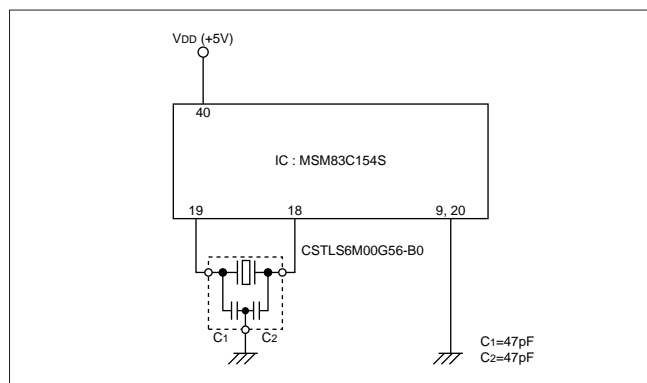 VDD (+5V)
40
IC : MSM83C154S
19
18
9, 20
CSTLS6M00G56-B0
C1
C2
C1=47pF
C2=47pF